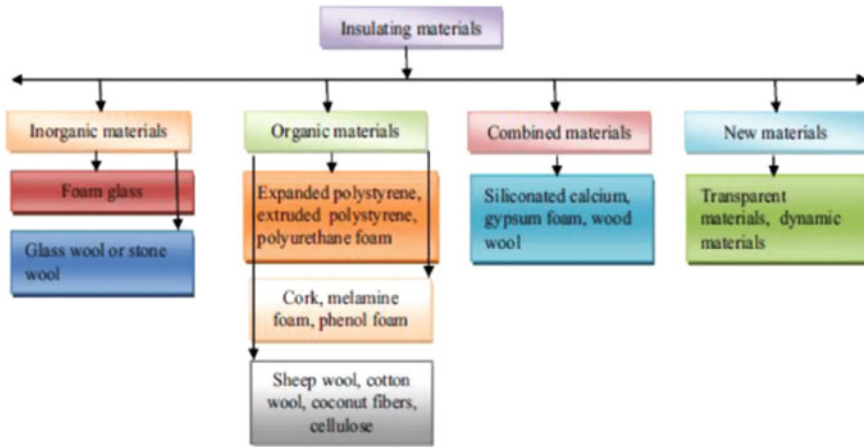 Insulating materials
Inorganic materials
Organic materials
Combined materials
New materials
Foam glass
Glass wool or stone
wool
Expanded polystyrene,
extruded polystyrene,
polyurethane foam
Cork, melamine
foam, phenol foam
Sheep wool, cotton
wool, coconut fibers,
cellulose
Siliconated calcium,
gypsum foam, wood
wool
Transparent
materials, dynamic
materials